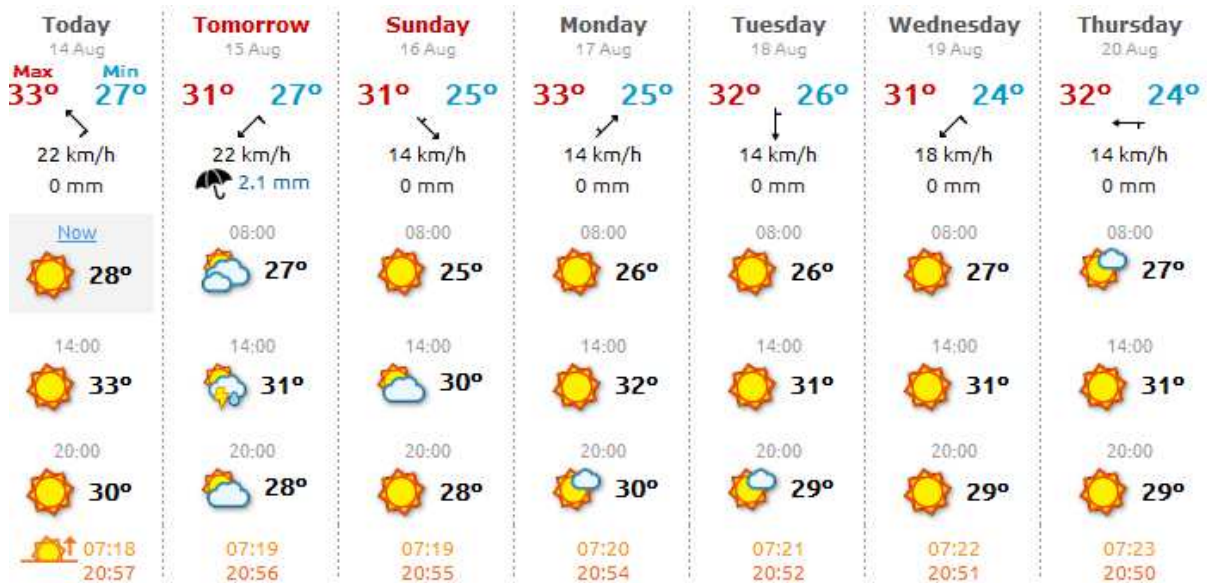 Today Tomorrow Sunday Monday Tuesday Wednesday Thursday
14 Aug 15 Aug 16 Aug 17 Aug 18 Aug 19 Aug 20 Aug
Max Min
33º 27º 31º 27º 31º 25º 33º 25º 32º 26º 31º 24º 32º 24º
22 km/h 22 km/h 14 km/h 14 km/h 14 km/h 18 km/h 14 km/h
0 mm 2.1 mm 0 mm 0 mm 0 mm 0 mm 0 mm
Now 08:00 08:00 08:00 08:00 08:00 08:00
28º 27º 25º 26º 26º 27º 27º
14:00 14:00 14:00 14:00 14:00 14:00 14:00
33º 31º 30º 32º 31º 31º 31º
20:00 20:00 20:00 20:00 20:00 20:00 20:00
30º 28º 28º 30º 29º 29º 29º
07:18 07:19 07:19 07:20 07:21 07:22 07:23
20:57 20:56 20:55 20:54 20:52 20:51 20:50